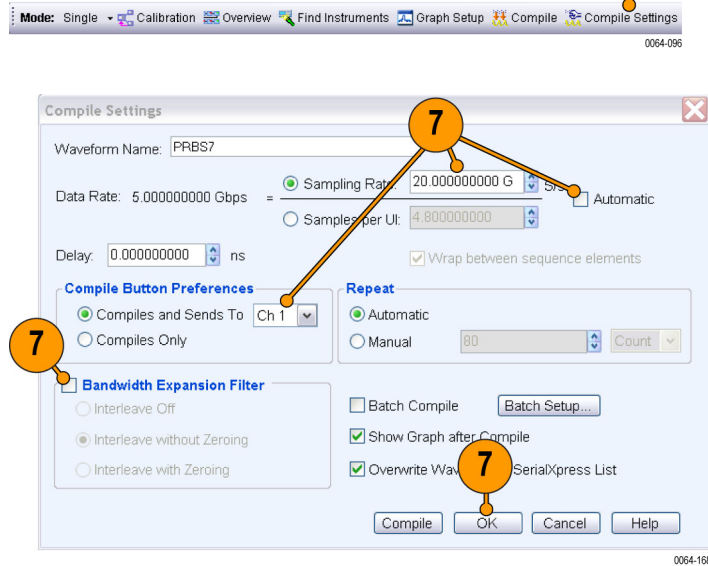 Mode: Single Calibration Overview Find Instruments Graph Setup Compile Compile Settings
0064-096
Compile Settings
7
Waveform Name: PRBS7
Data Rate: 5.000000000 Gbps = Sampling Rate: 20.000000000 G S/s Automatic
Samples per UI: 4.800000000
Delay: 0.000000000 ns Wrap between sequence elements
Compile Button Preferences Repeat
Compiles and Sends To Ch 1 Automatic
7 Compiles Only Manual 80 Count
Bandwidth Expansion Filter
Interleave Off Batch Compile Batch Setup...
Interleave without Zeroing Show Graph after Compile
Interleave with Zeroing Overwrite Wav 7 SerialXpress List
Compile OK Cancel Help
0064-168